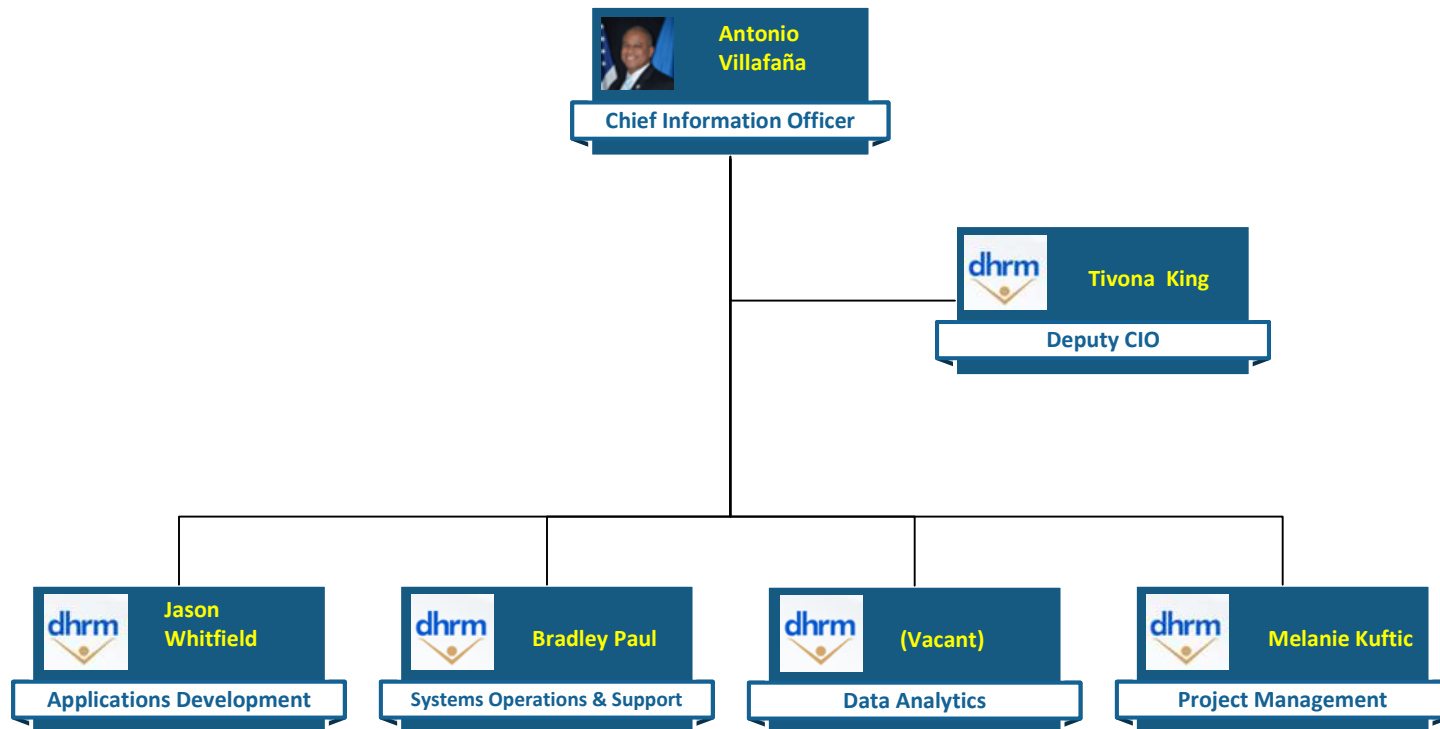 Antonio
Villafaña
Chief Information Officer
dhrm
Tivona King
Deputy CIO
dhrm
Jason
Whitfield
Applications Development
dhrm
Bradley Paul
Systems Operations & Support
dhrm
(Vacant)
Data Analytics
dhrm
Melanie Kuftic
Project Management